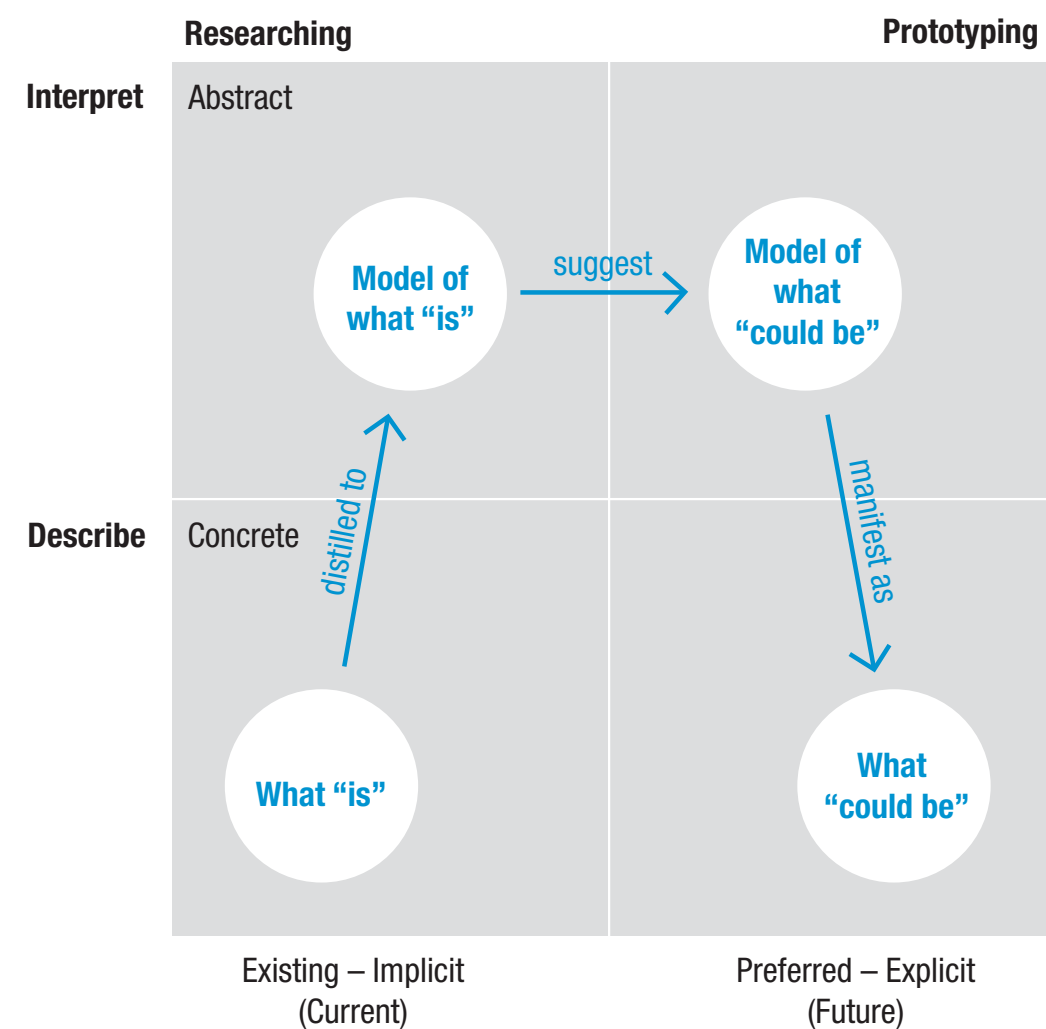 Researching
Prototyping
Interpret
Abstract
Model of
what “is”
suggest
Model of
what
“could be”
distilled to
manifest as
Describe
Concrete
What “is”
What
“could be”
Existing – Implicit
(Current)
Preferred – Explicit
(Future)